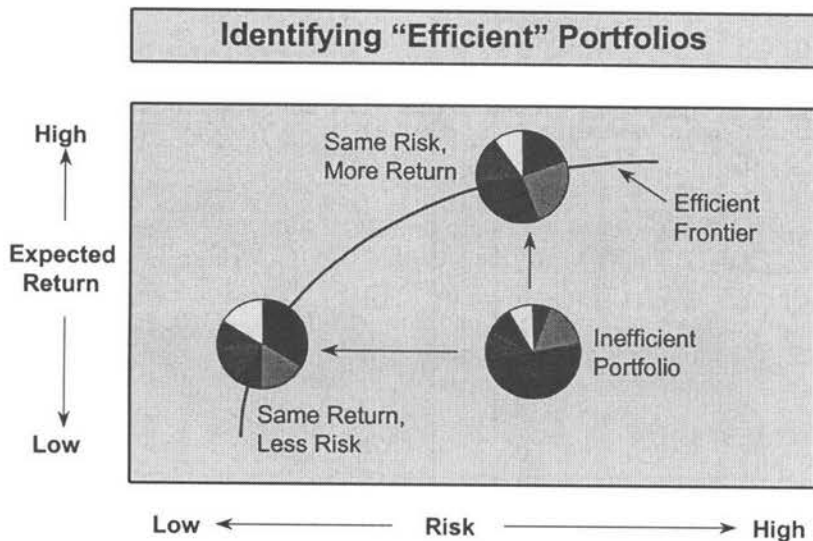 Identifying “Efficient” Portfolios
High
Expected
Return
Low
Same Risk,
More Return
Efficient
Frontier
Inefficient
Portfolio
Same Return,
Less Risk
Low
Risk
High